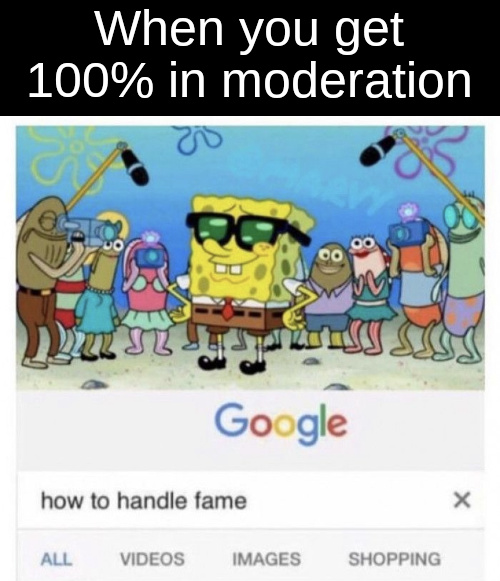 When you get
100% in moderation
Google
how to handle fame ×
ALL VIDEOS IMAGES SHOPPING